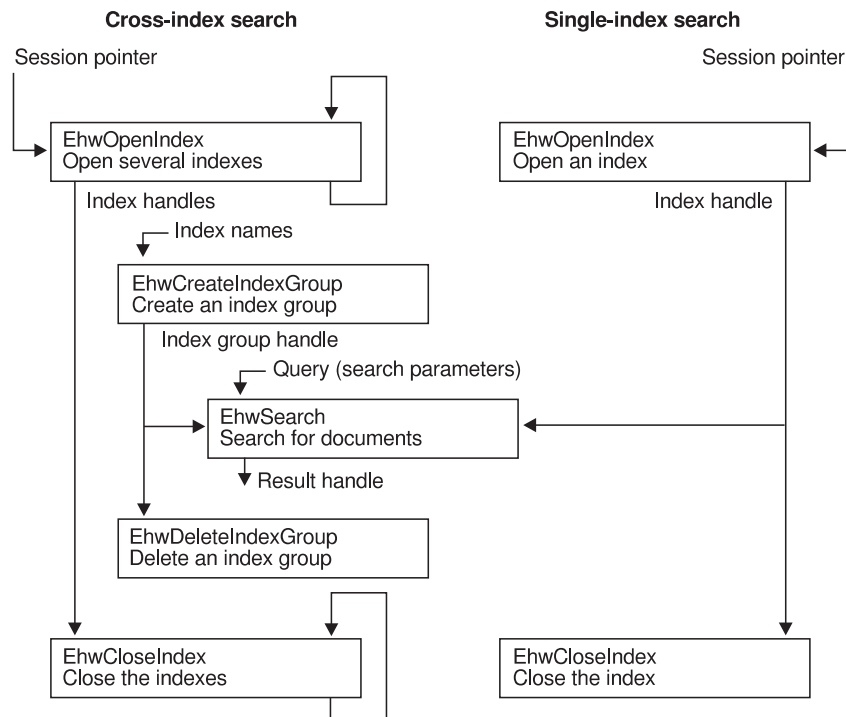 Cross-index search
Single-index search
Session pointer
Session pointer
EhwOpenIndex
Open several indexes
EhwOpenIndex
Open an index
Index handles
Index handle
Index names
EhwCreateIndexGroup
Create an index group
Index group handle
Query (search parameters)
EhwSearch
Search for documents
Result handle
EhwDeleteIndexGroup
Delete an index group
EhwCloseIndex
Close the indexes
EhwCloseIndex
Close the index